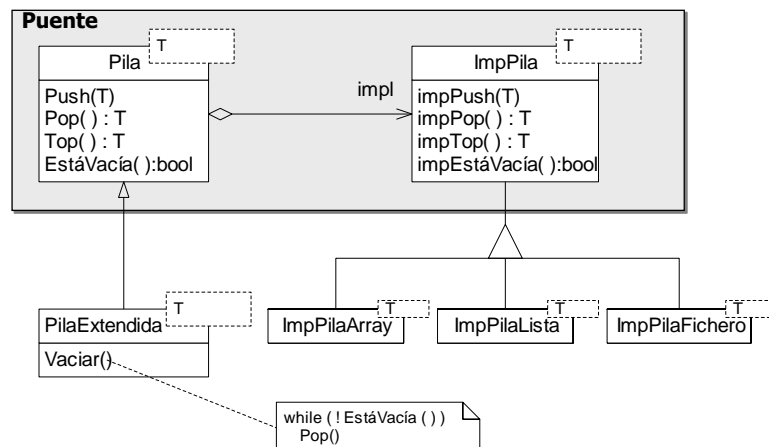 Puente
T
Pila
Push(T)
Pop( ) : T
Top( ) : T
EstáVacía( ):bool
impl
T
ImpPila
impPush(T)
impPop( ) : T
impTop( ) : T
impEstáVacía( ):bool
T
PilaExtendida
Vaciar()
T
ImpPilaArray
T
ImpPilaLista
T
ImpPilaFichero
while ( ! EstáVacía ( ) )
Pop()